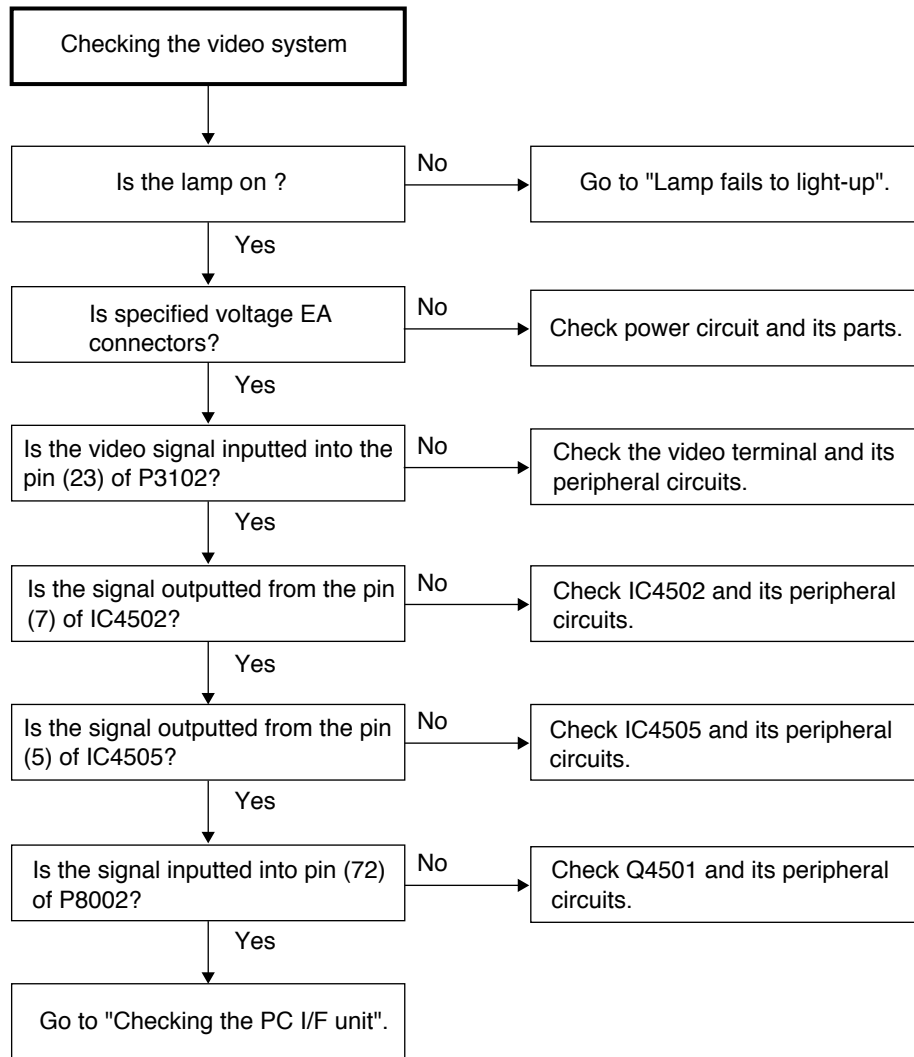 Checking the video system
Is the lamp on ?
No
Go to "Lamp fails to light-up".
Yes
Is specified voltage EA
connectors?
No
Check power circuit and its parts.
Yes
Is the video signal inputted into the
pin (23) of P3102?
No
Check the video terminal and its
peripheral circuits.
Yes
Is the signal outputted from the pin
(7) of IC4502?
No
Check IC4502 and its peripheral
circuits.
Yes
Is the signal outputted from the pin
(5) of IC4505?
No
Check IC4505 and its peripheral
circuits.
Yes
Is the signal inputted into pin (72)
of P8002?
No
Check Q4501 and its peripheral
circuits.
Yes
Go to "Checking the PC I/F unit".